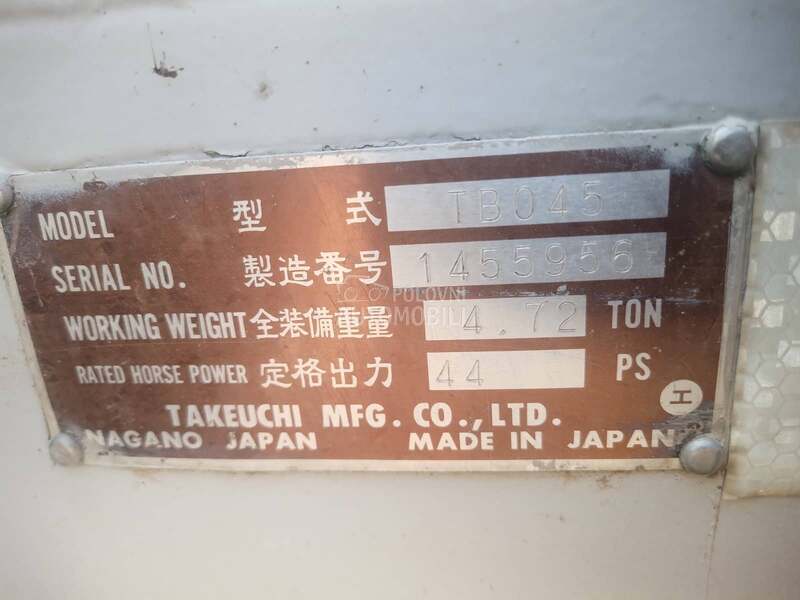 MODEL 型式 TB045
SERIAL NO. 製造番号 1455956
POLOVNI
WORKING WEIGHT 全装備重量 4.72 TON
RATED HORSE POWER 定格出力 44 PS
エ
TAKEUCHI MFG. CO., LTD.
NAGANO JAPAN MADE IN JAPAN